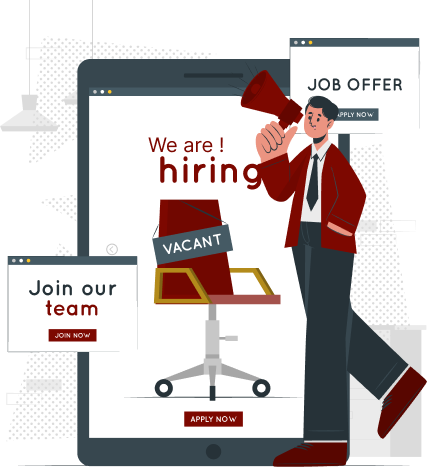 JOB OFFER
APPLY NOW
We are !
hiring
VACANT
Join our
team
JOIN NOW
APPLY NOW